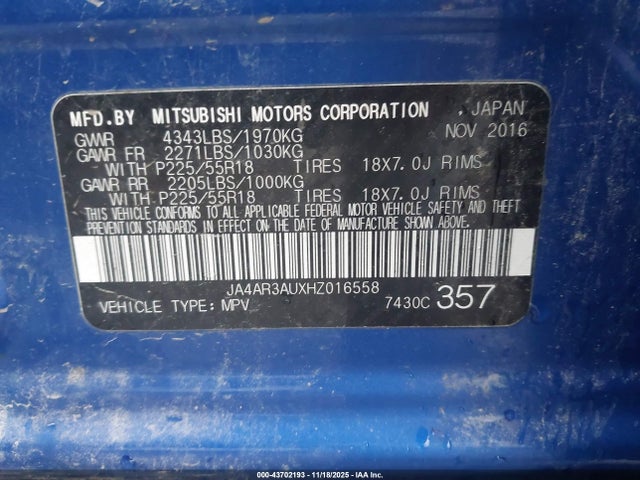 MFD.BY MITSUBISHI MOTORS CORPORATION , JAPAN
GVWR 4343LBS/1970KG NOV 2016
GAWR FR 2271LBS/1030KG
WITH P225/55R18 TIRES 18X7.0J RIMS
GAWR RR 2205LBS/1000KG
WITH P225/55R18 TIRES 18X7.0J RIMS
THIS VEHICLE CONFORMS TO ALL APPLICABLE FEDERAL MOTOR VEHICLE SAFETY AND THEFT
PREVENTION STANDARDS IN EFFECT ON THE DATE OF MANUFACTURE SHOWN ABOVE.
JA4AR3AUXHZ016558
VEHICLE TYPE: MPV 7430C 357
000-43702193 - 11/18/2025 - IAA Inc.